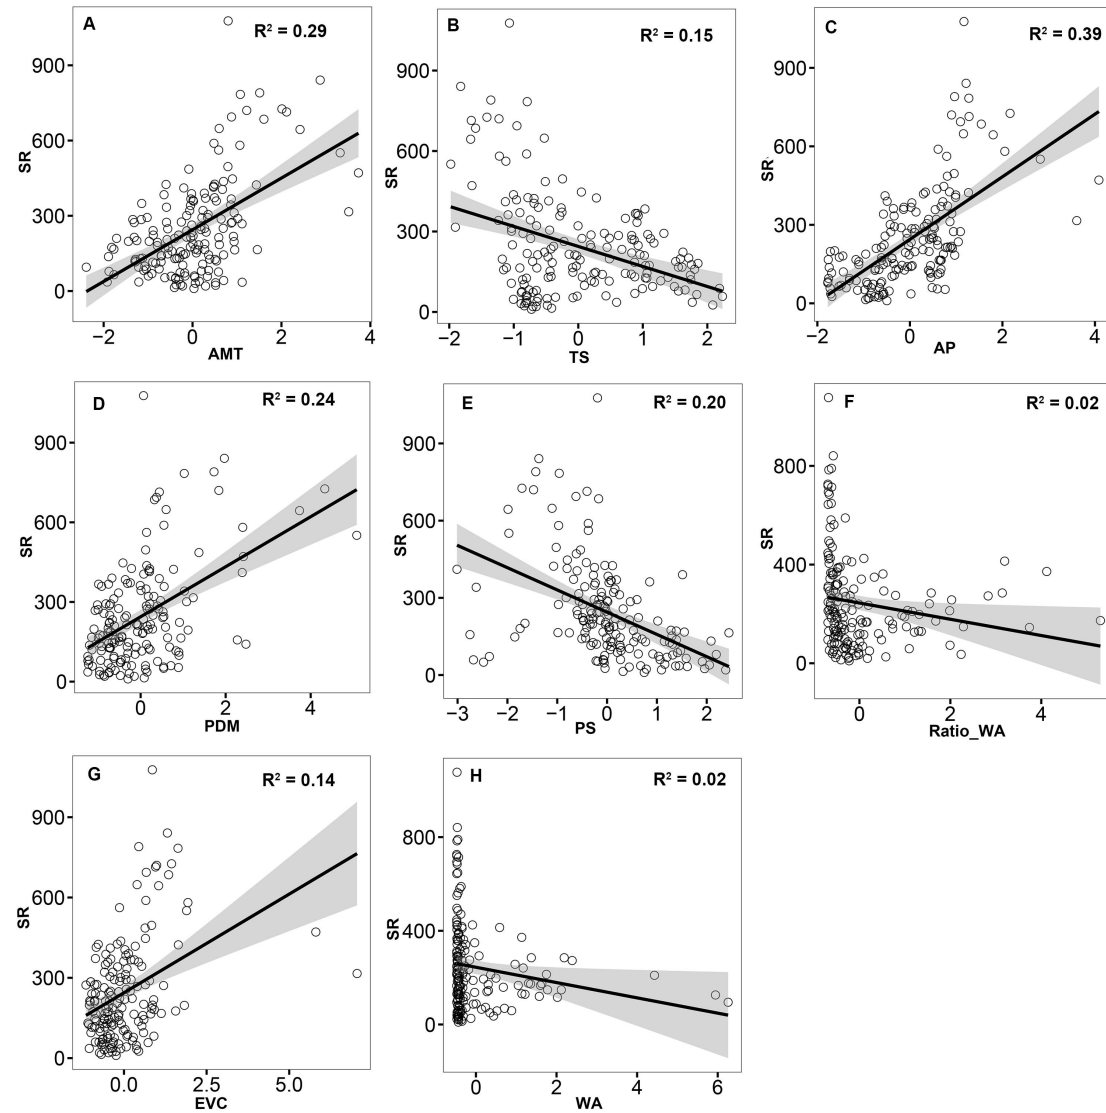 A
R² = 0.29
900
600
300
0
SR
−2
0
2
4
AMT
B
R² = 0.15
900
600
300
0
SR
−2
−1
0
1
2
TS
C
R² = 0.39
900
600
300
0
SR
−2
0
2
4
AP
D
R² = 0.24
900
600
300
0
SR
0
2
4
PDM
E
R² = 0.20
900
600
300
0
SR
−3
−2
−1
0
1
2
PS
F
R² = 0.02
800
400
0
SR
0
2
4
Ratio_WA
G
R² = 0.14
900
600
300
0
SR
0.0
2.5
5.0
EVC
H
R² = 0.02
800
400
0
SR
0
2
4
6
WA